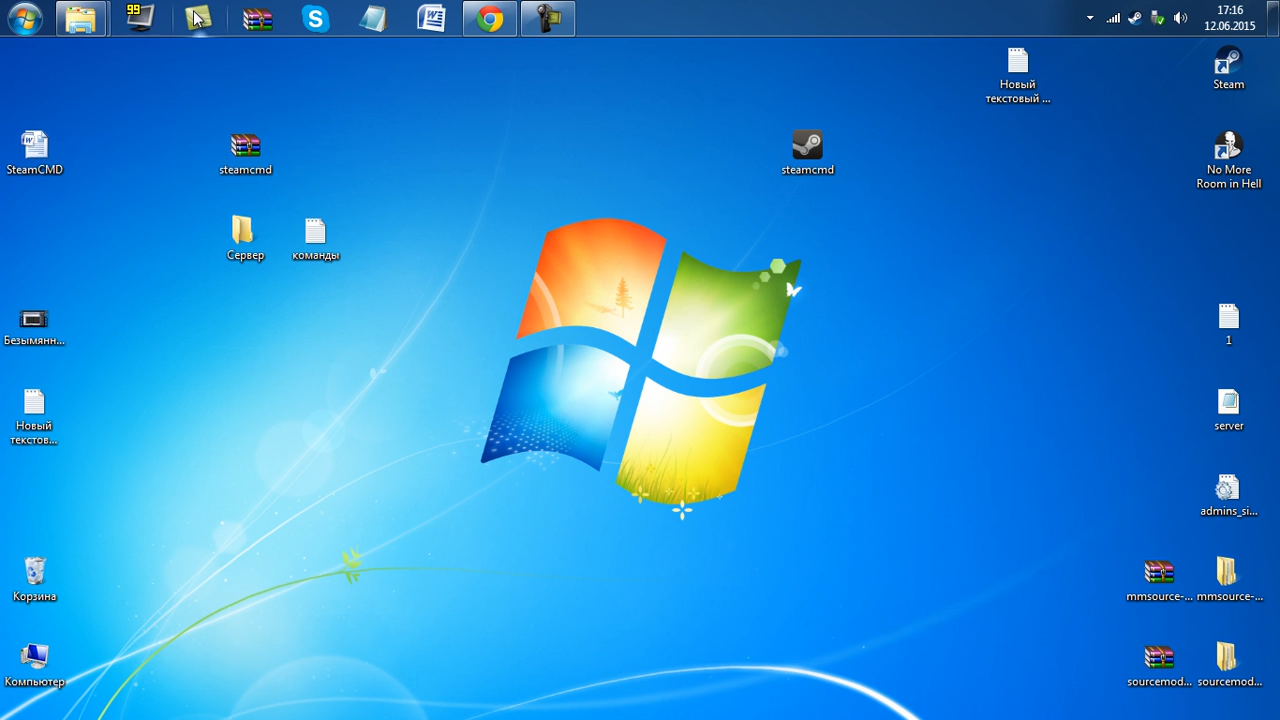 99
17:16
12.06.2015
Новый
текстовый ...
Steam
SteamCMD
steamcmd
steamcmd
No More
Room in Hell
Сервер
команды
Безымянн...
1
Новый
текстов...
server
admins_si...
Корзина
mmsource-...
mmsource-...
Компьютер
sourcemod...
sourcemod...